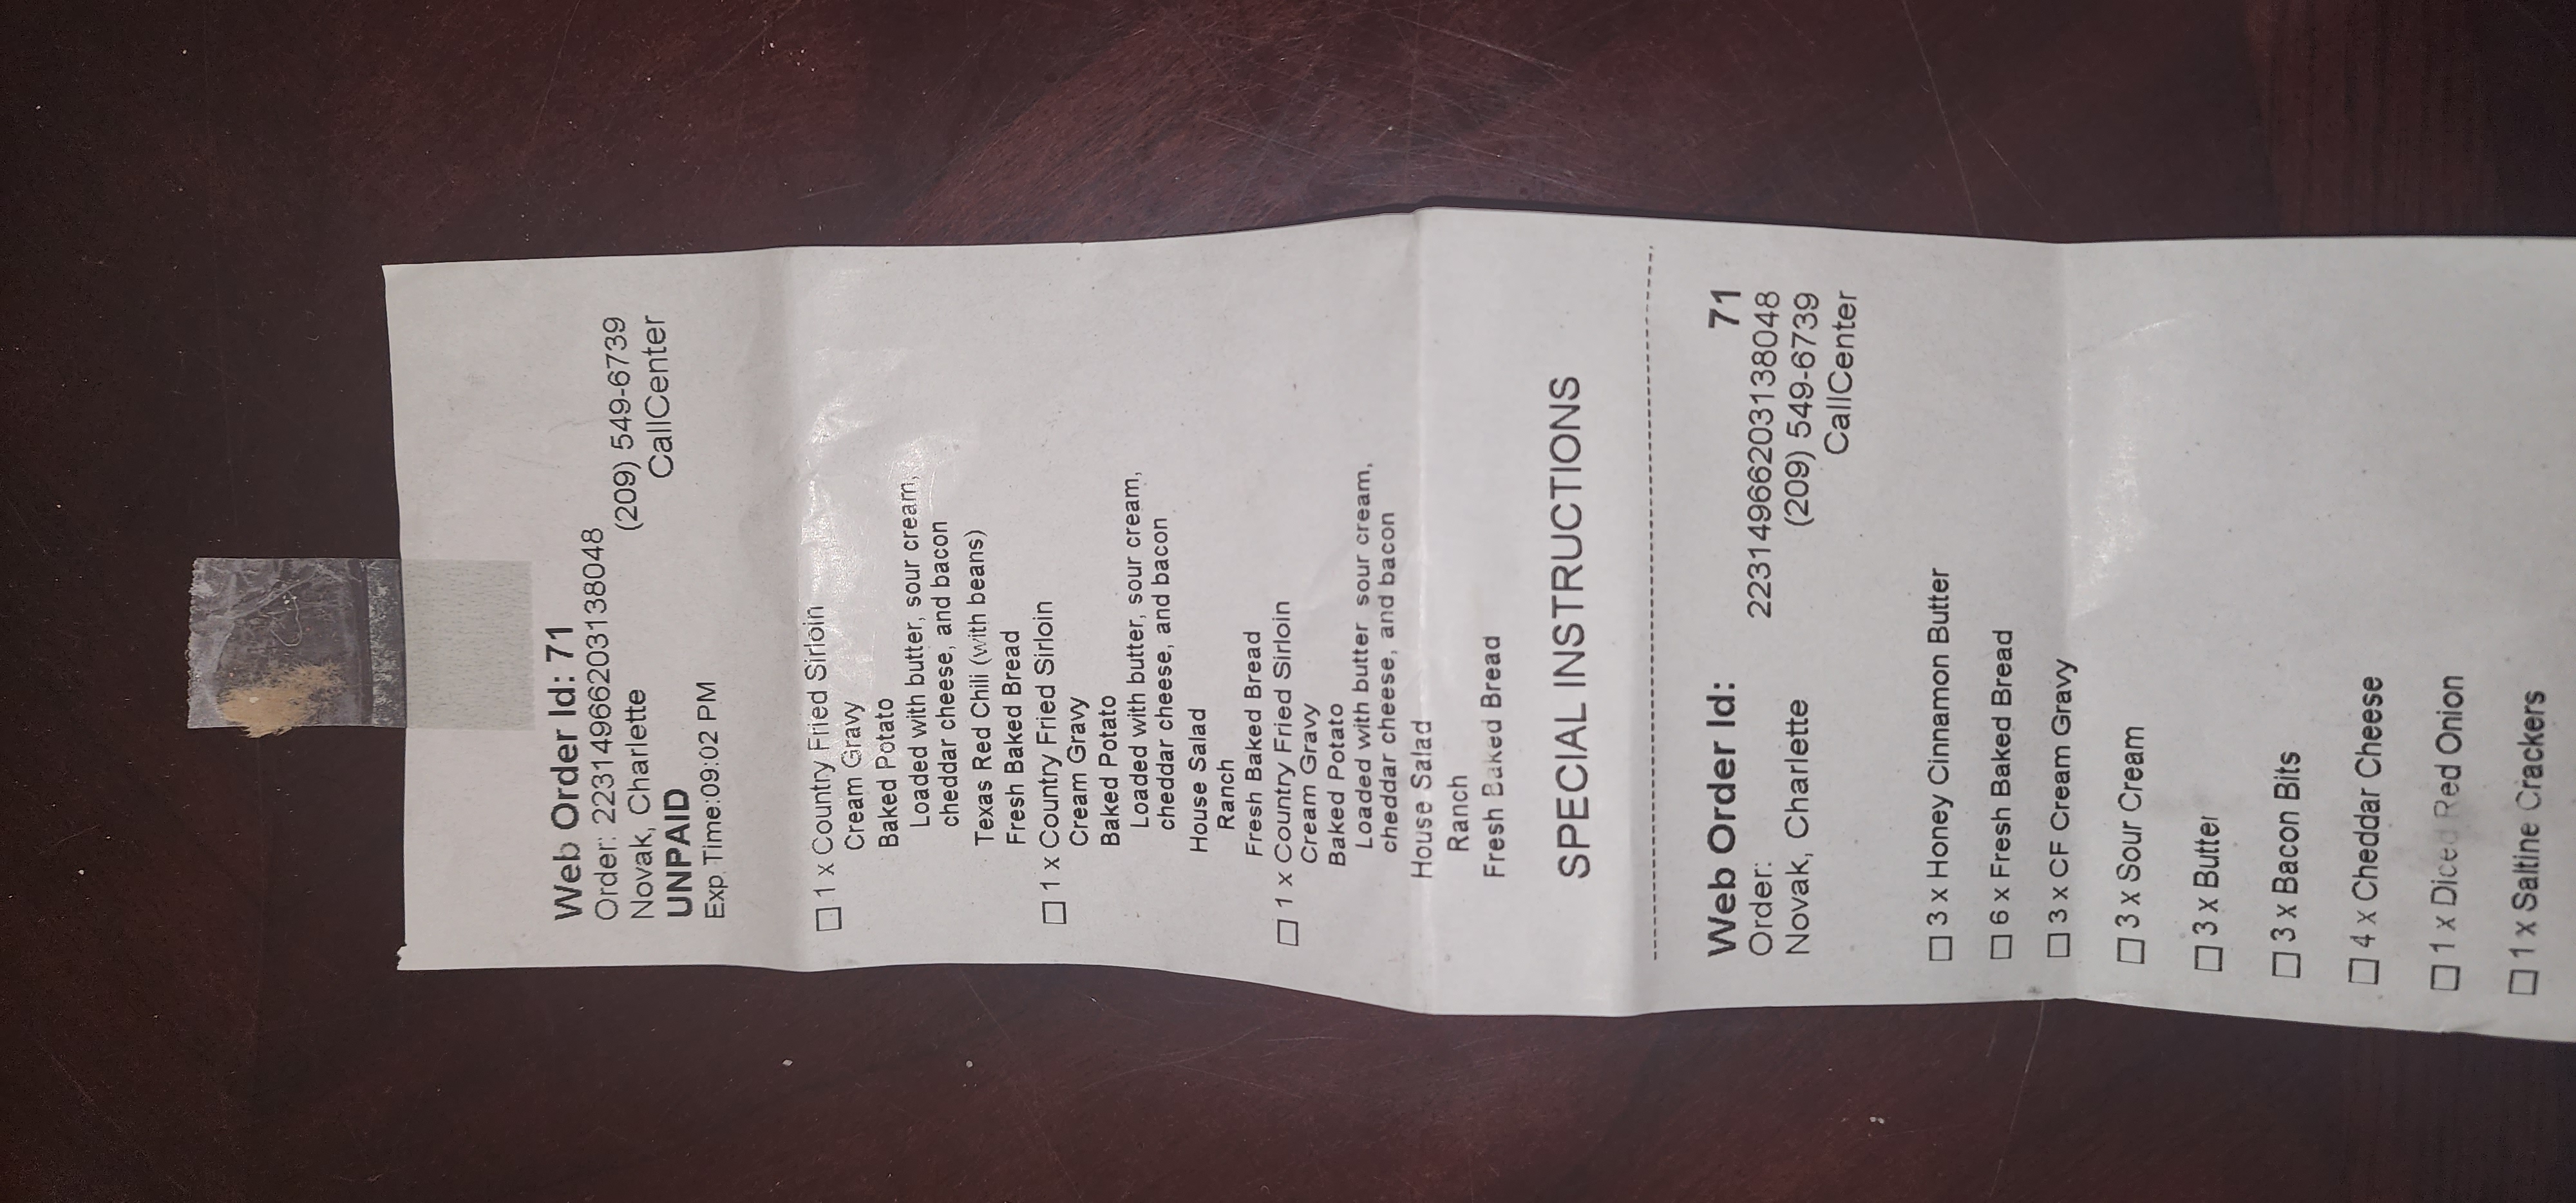 Web Order Id: 71
Order: 22314966203138048
Novak, Charlette (209) 549-6739
UNPAID CallCenter
Exp. Time:09:02 PM
1 x Country Fried Sirloin
Cream Gravy
Baked Potato
Loaded with butter, sour cream,
cheddar cheese, and bacon
Texas Red Chili (with beans)
Fresh Baked Bread
1 x Country Fried Sirloin
Cream Gravy
Baked Potato
Loaded with butter, sour cream,
cheddar cheese, and bacon
House Salad
Ranch
Fresh Baked Bread
1 x Country Fried Sirloin
Cream Gravy
Baked Potato
Loaded with butter sour cream,
cheddar cheese, and bacon
House Salad
Ranch
Fresh Baked Bread
SPECIAL INSTRUCTIONS
Web Order Id: 71
Order: 22314966203138048
Novak, Charlette (209) 549-6739
CallCenter
3 x Honey Cinnamon Butter
6 x Fresh Baked Bread
3 x CF Cream Gravy
3 x Sour Cream
3 x Butter
3 x Bacon Bits
4 x Cheddar Cheese
1 x Diced Red Onion
1 x Saltine Crackers